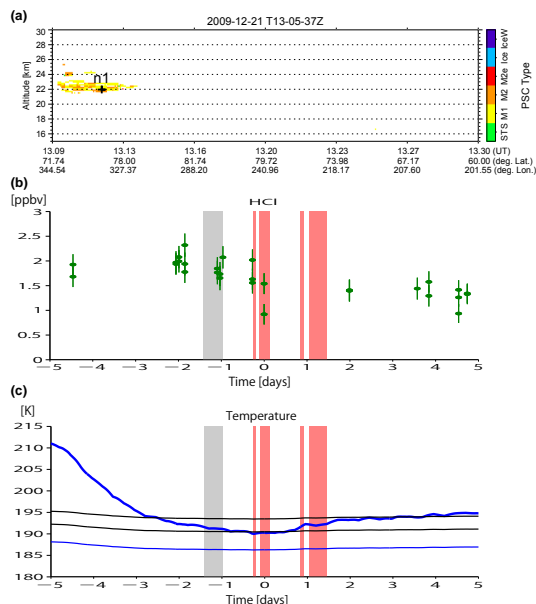 (a)
2009-12-21 T13-05-37Z
Altitude [km]
30
28
26
24
22
20
18
16
n1
STS M1 M2 M2e Ice IceW
PSC Type
13.09 13.13 13.16 13.20 13.23 13.27 13.30 (UT)
71.74 78.00 81.74 79.72 73.98 67.17 60.00 (deg. Lat.)
344.54 327.37 288.20 240.96 218.17 207.60 201.55 (deg. Lon.)
(b)
[ppbv]
HCl
3
2.5
2
1.5
1
0.5
0
−5 −4 −3 −2 −1 0 1 2 3 4 5
Time [days]
(c)
[K]
Temperature
215
210
205
200
195
190
185
180
−5 −4 −3 −2 −1 0 1 2 3 4 5
Time [days]